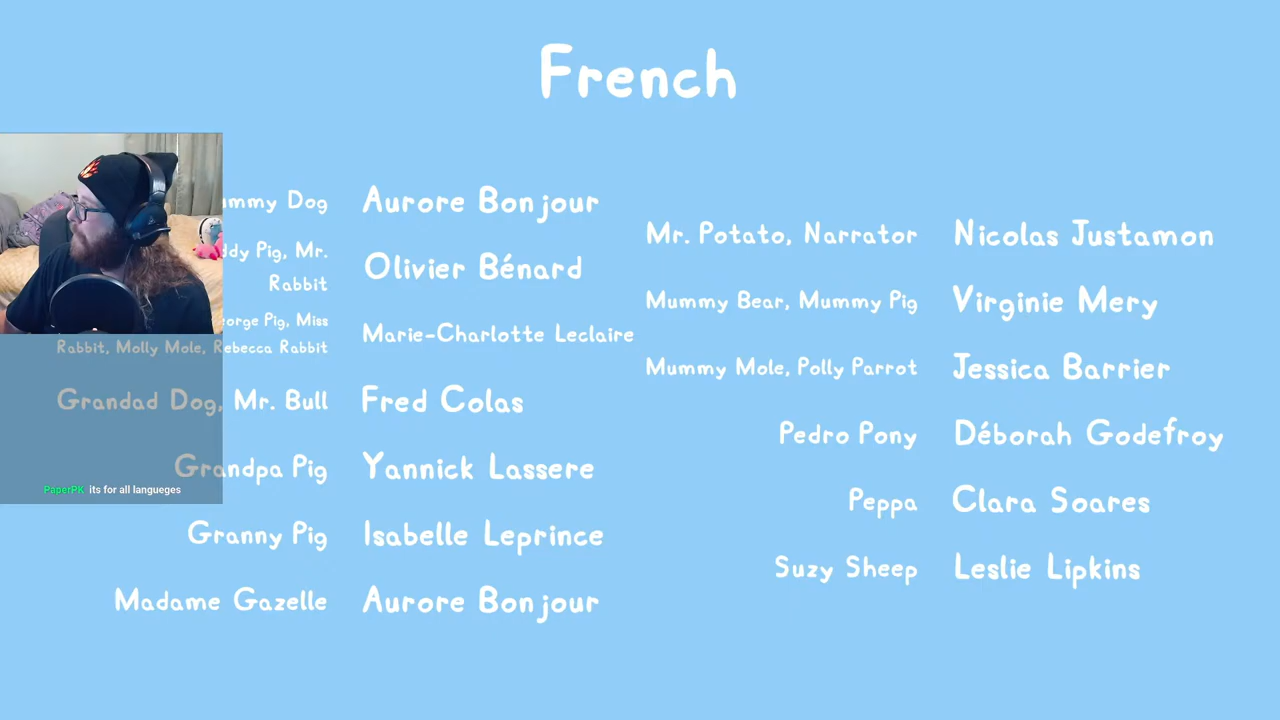 French
Dog
Aurore Bonjour
Pig, Mr.
Rabbit
Olivier Bénard
Pig, Miss
Rabbit, Molly Mole, Rebecca Rabbit
Marie-Charlotte Leclaire
Grandad Dog, Mr. Bull
Fred Colas
Grandpa Pig
Yannick Lassere
Granny Pig
Isabelle Leprince
Madame Gazelle
Aurore Bonjour
Mr. Potato, Narrator
Nicolas Justamon
Mummy Bear, Mummy Pig
Virginie Mery
Mummy Mole, Polly Parrot
Jessica Barrier
Pedro Pony
Déborah Godefroy
Peppa
Clara Soares
Suzy Sheep
Leslie Lipkins
PaperPK its for all langueges